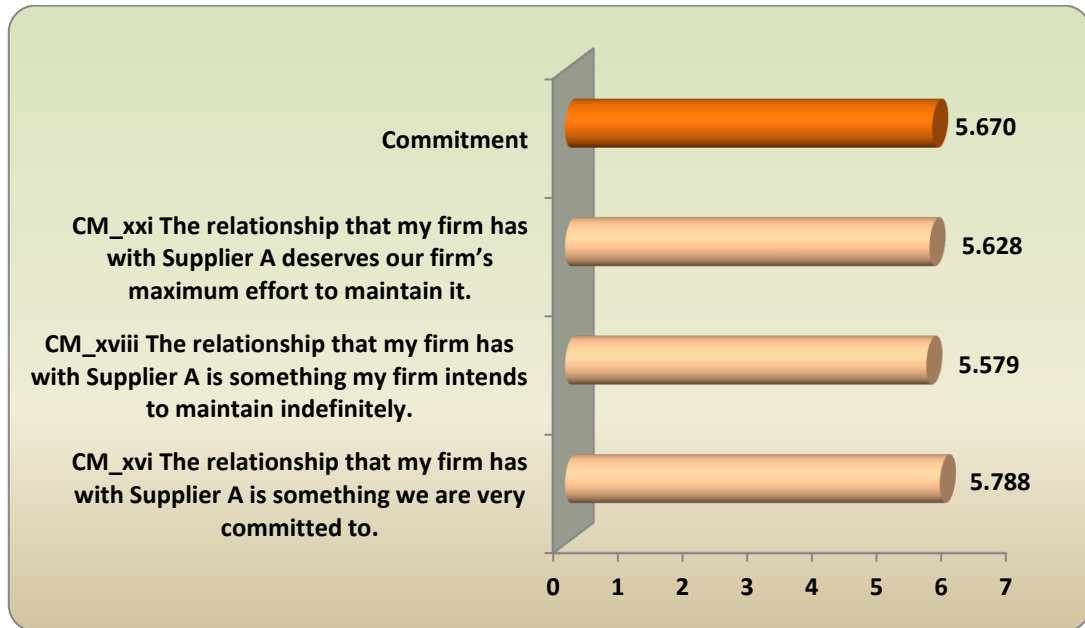 Commitment
5.670
CM_xxi The relationship that my firm has
with Supplier A deserves our firm’s
maximum effort to maintain it.
5.628
CM_xviii The relationship that my firm has
with Supplier A is something my firm intends
to maintain indefinitely.
5.579
CM_xvi The relationship that my firm has
with Supplier A is something we are very
committed to.
5.788
0 1 2 3 4 5 6 7